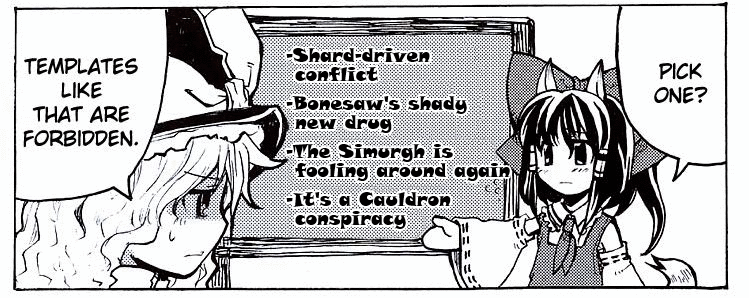 PICK
ONE?
-Shard-driven
conflict
-Bonesaw's shady
new drug
-The Simurgh is
fooling around again
-It's a Cauldron
conspiracy
TEMPLATES
LIKE
THAT ARE
FORBIDDEN.